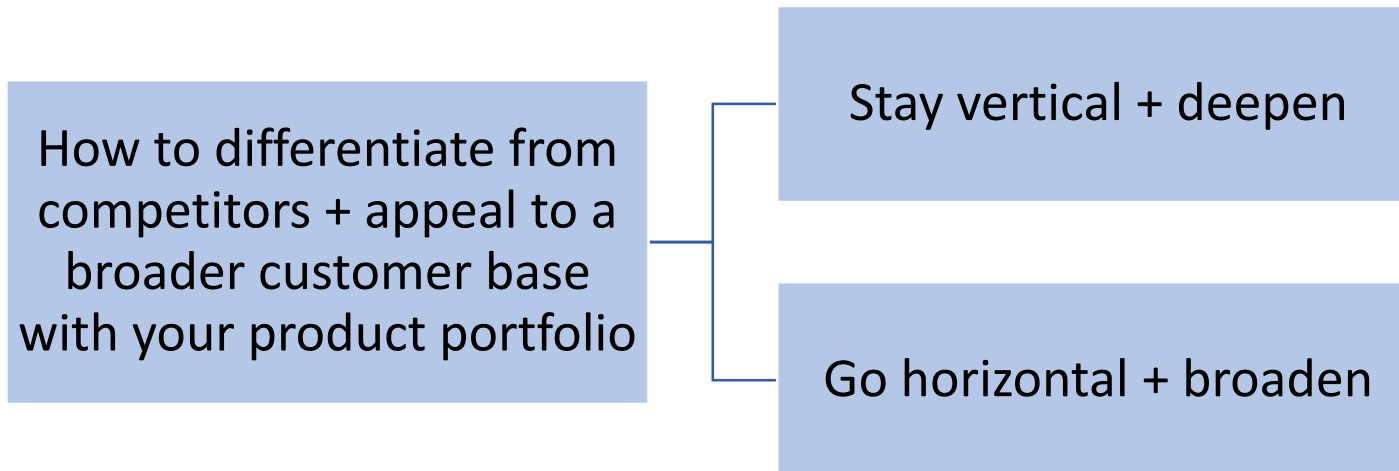 How to differentiate from
competitors + appeal to a
broader customer base
with your product portfolio
Stay vertical + deepen
Go horizontal + broaden